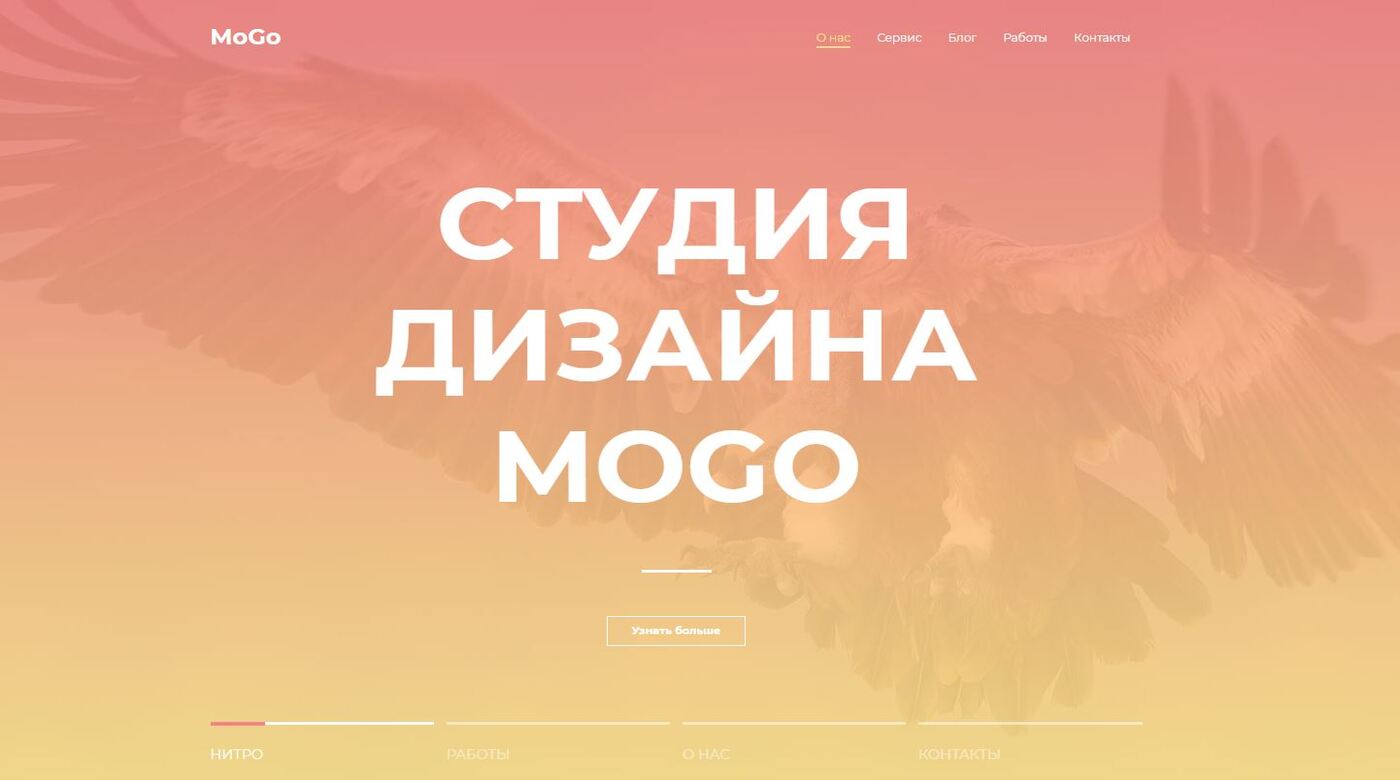 MoGo
О нас Сервис Блог Работы Контакты
СТУДИЯ
ДИЗАЙНА
MOGO
Узнать больше
НИТРО РАБОТЫ О НАС КОНТАКТЫ